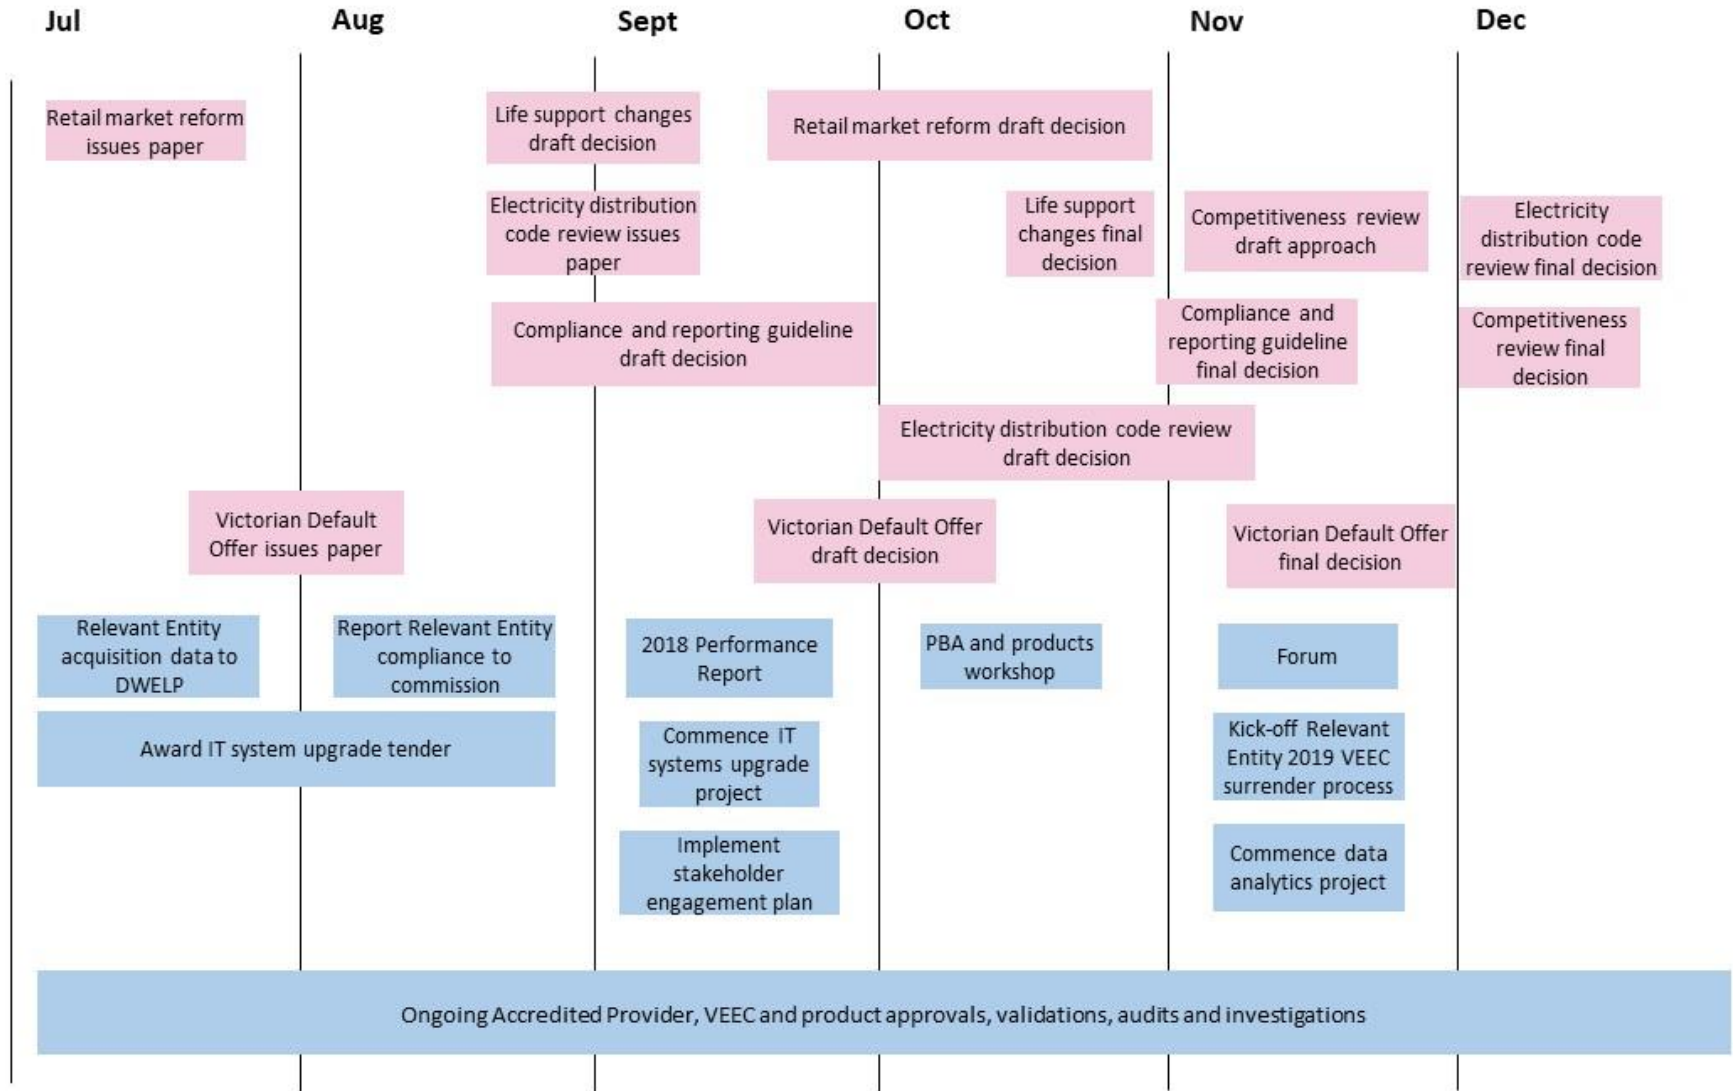 Jul
Aug
Sept
Oct
Nov
Dec
Retail market reform
issues paper
Life support changes
draft decision
Retail market reform draft decision
Electricity distribution
code review issues
paper
Life support
changes final
decision
Competitiveness review
draft approach
Electricity
distribution code
review final decision
Compliance and reporting guideline
draft decision
Compliance and
reporting guideline
final decision
Competitiveness
review final
decision
Electricity distribution code review
draft decision
Victorian Default
Offer issues paper
Victorian Default Offer
draft decision
Victorian Default Offer
final decision
Relevant Entity
acquisition data to
DWELP
Report Relevant Entity
compliance to
commission
2018 Performance
Report
PBA and products
workshop
Forum
Award IT system upgrade tender
Commence IT
systems upgrade
project
Kick-off Relevant
Entity 2019 VEEC
surrender process
Implement
stakeholder
engagement plan
Commence data
analytics project
Ongoing Accredited Provider, VEEC and product approvals, validations, audits and investigations